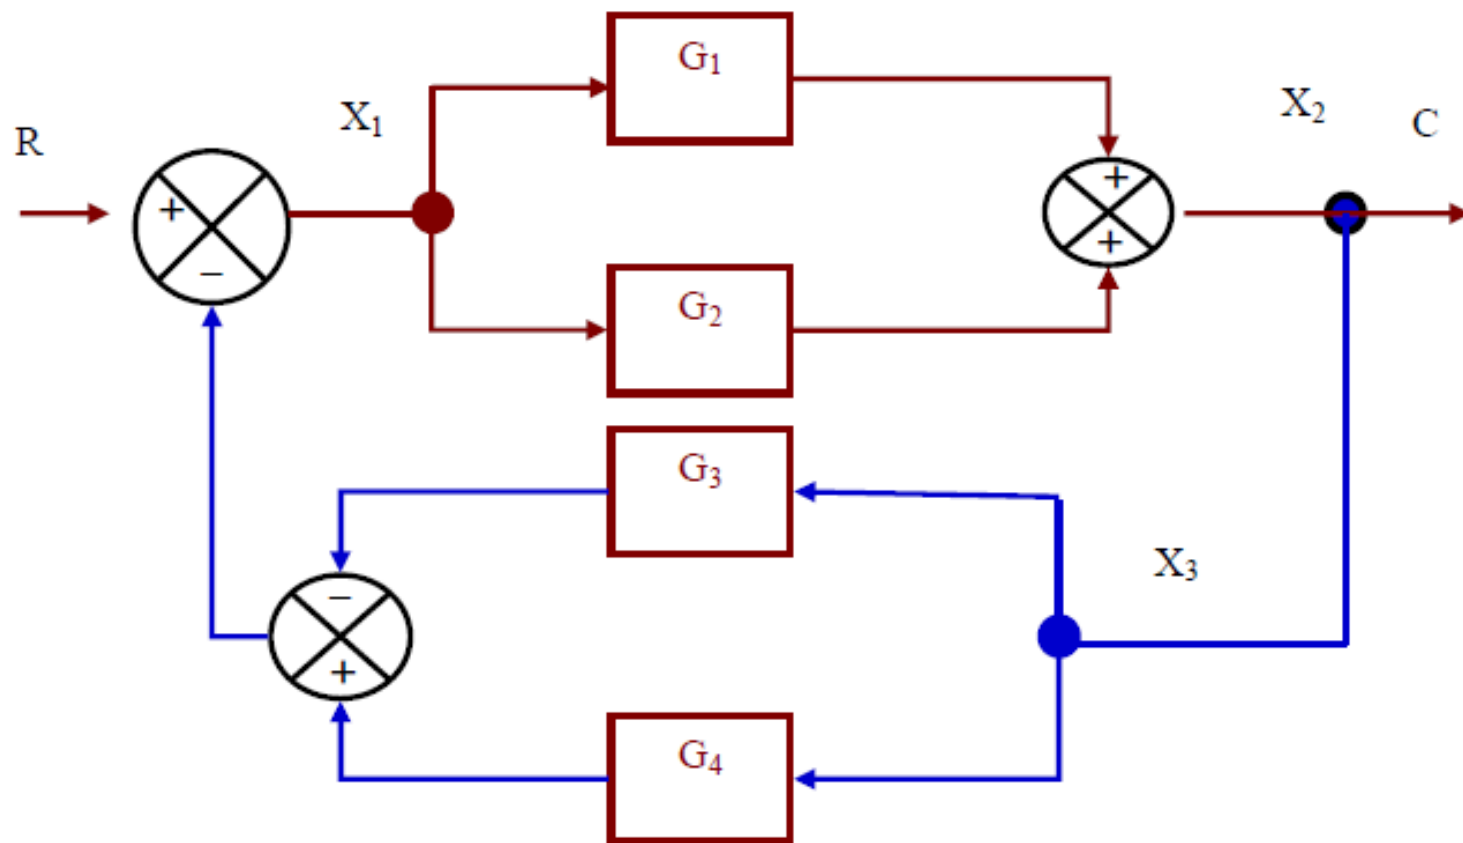 G₁
X₁
X₂
C
R
+
−
+
+
G₂
G₃
−
+
X₃
G₄